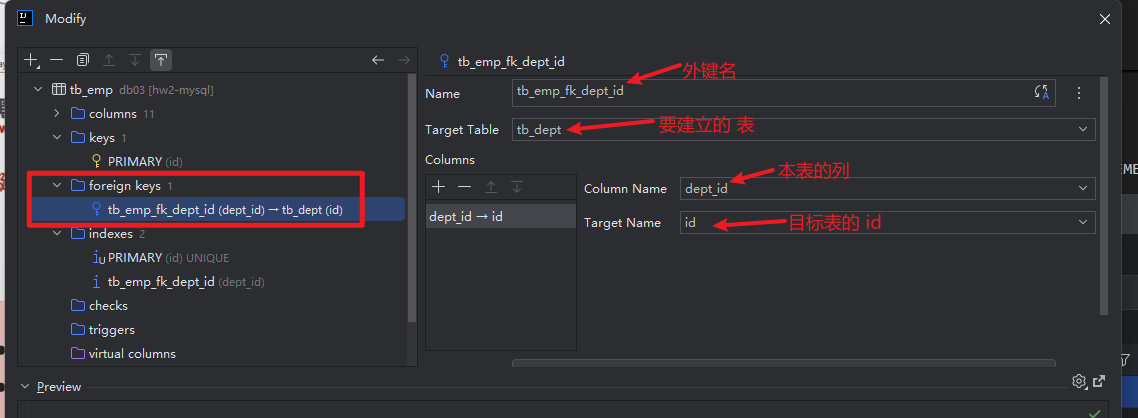 Modify
tb_emp db03 [hw2-mysql]
columns 11
keys 1
PRIMARY (id)
foreign keys 1
tb_emp_fk_dept_id (dept_id) → tb_dept (id)
indexes 2
PRIMARY (id) UNIQUE
tb_emp_fk_dept_id (dept_id)
checks
triggers
virtual columns
tb_emp_fk_dept_id
外键名
Name tb_emp_fk_dept_id
Target Table tb_dept 要建立的 表
Columns
本表的列
Column Name dept_id
dept_id → id
Target Name id 目标表的 id
Preview